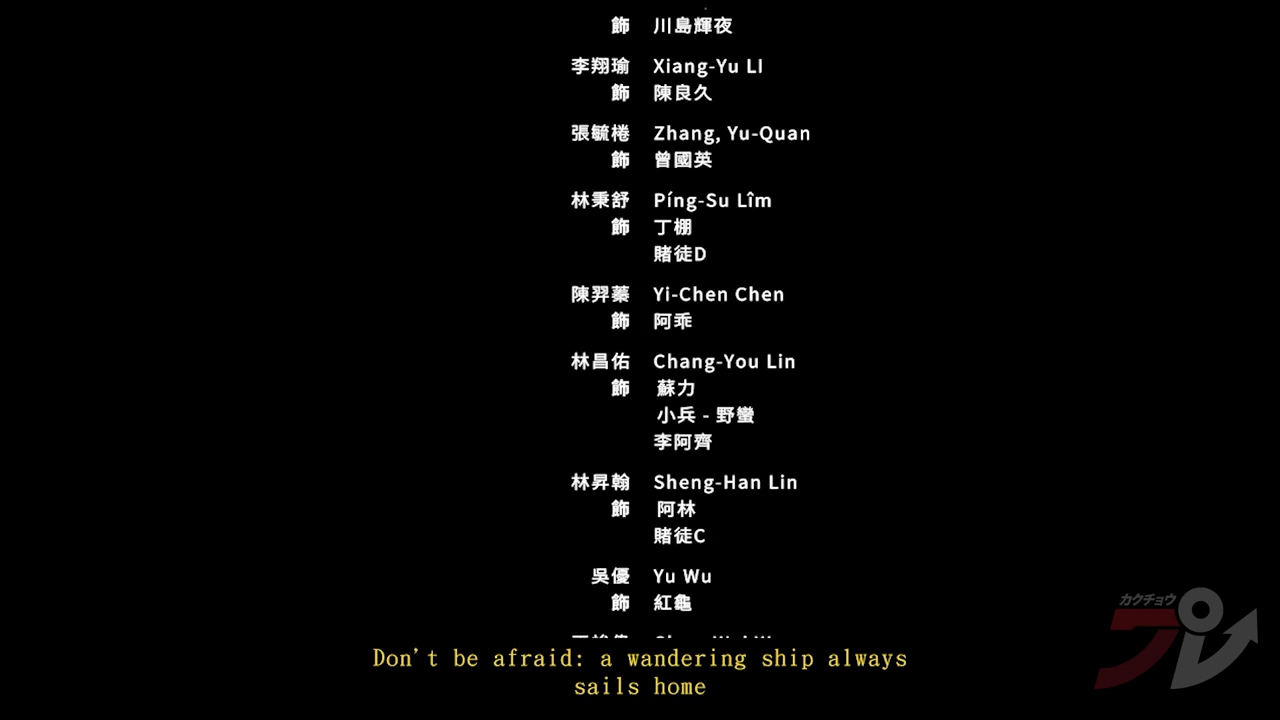 飾 川島輝夜
李翔瑜 Xiang-Yu LI
飾 陳良久
張毓棬 Zhang, Yu-Quan
飾 曾國英
林秉舒 Píng-Su Lîm
飾 丁棚
賭徒D
陳羿蓁 Yi-Chen Chen
飾 阿乖
林昌佑 Chang-You Lin
飾 蘇力
小兵 - 野蠻
李阿齊
林昇翰 Sheng-Han Lin
飾 阿林
賭徒C
吳優 Yu Wu
飾 紅龜
Don't be afraid: a wandering ship always
sails home
カクチョウ
プレ